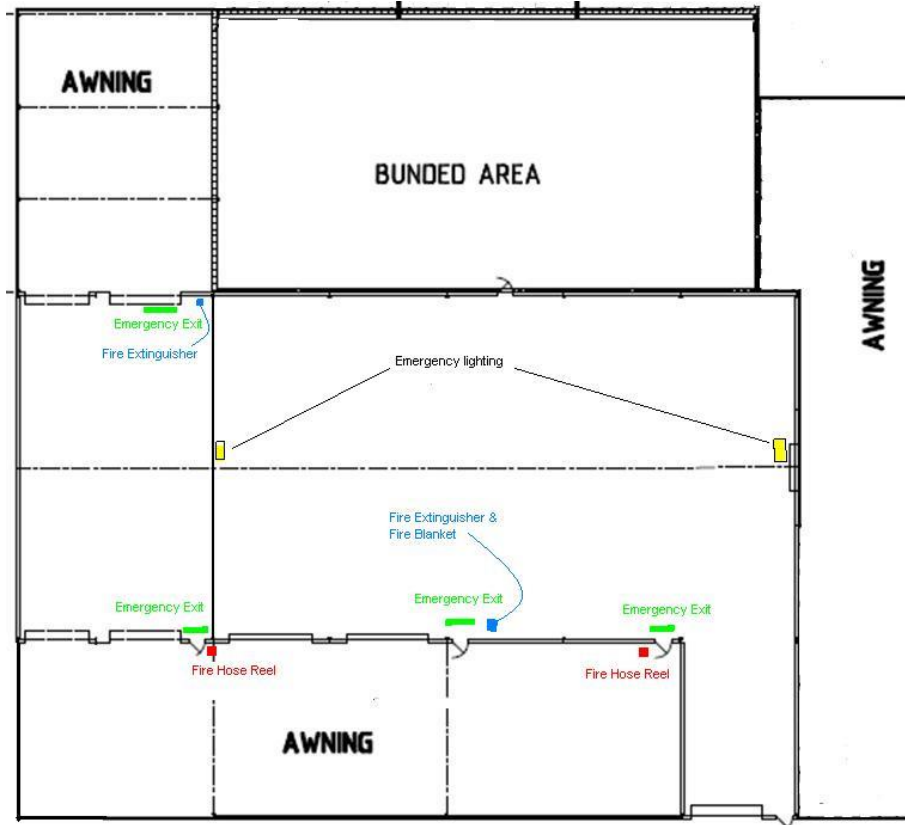 AWNING
BUNDED AREA
AWNING
Emergency Exit
Fire Extinguisher
Emergency lighting
Fire Extinguisher &
Fire Blanket
Emergency Exit
Emergency Exit
Emergency Exit
Fire Hose Reel
Fire Hose Reel
AWNING